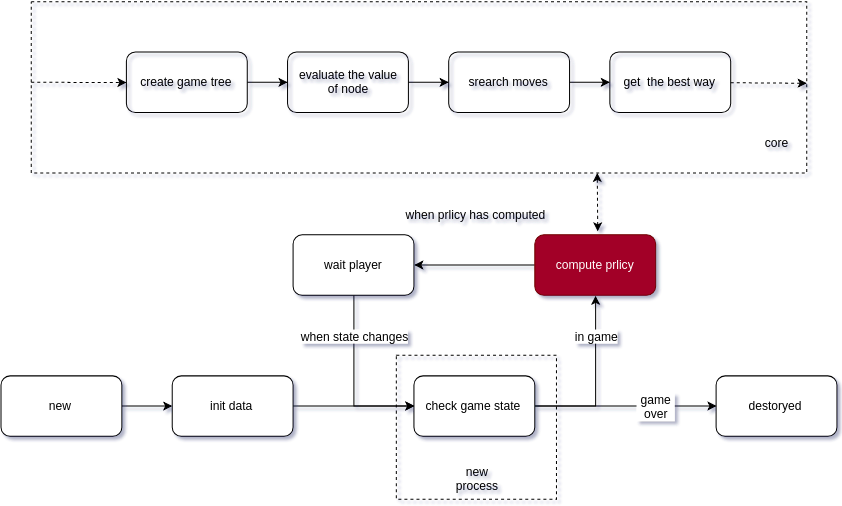 create game tree
evaluate the value
of node
srearch moves
get  the best way
core
when prlicy has computed
wait player
compute prlicy
when state changes
in game
new
init data
check game state
game
over
destoryed
new
process